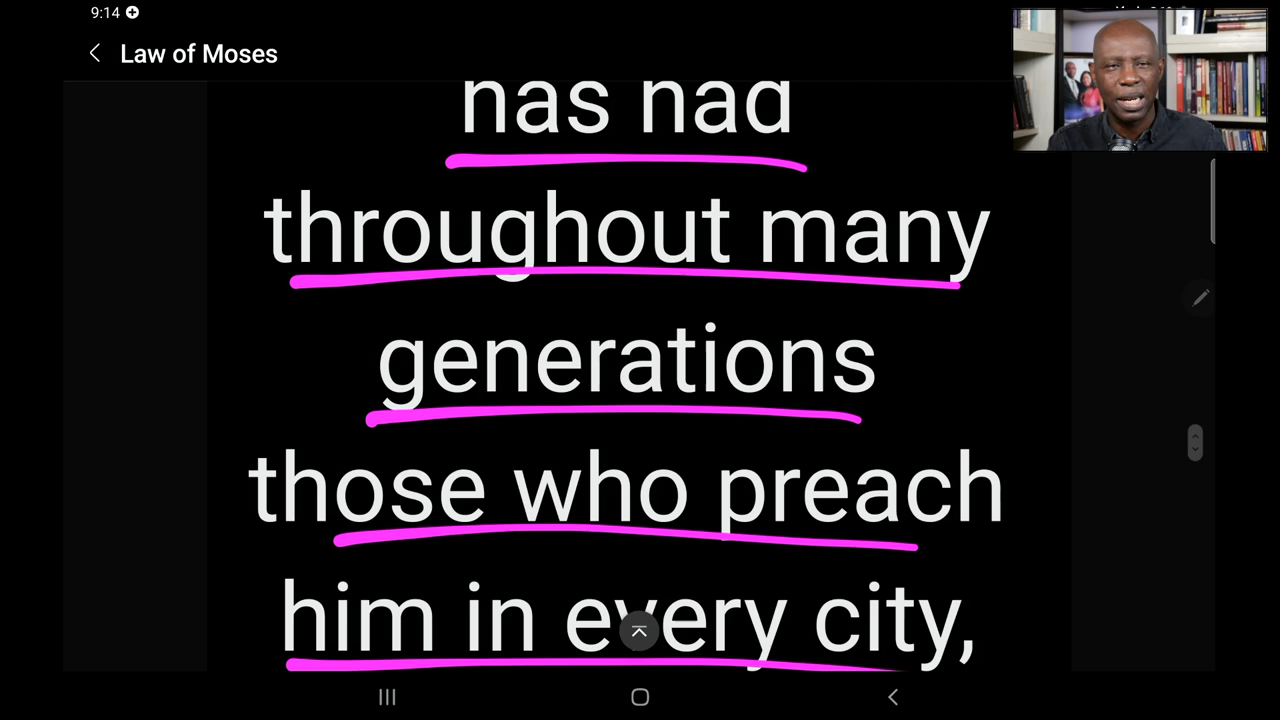 9:14
Law of Moses
has had
throughout many
generations
those who preach
him in every city,